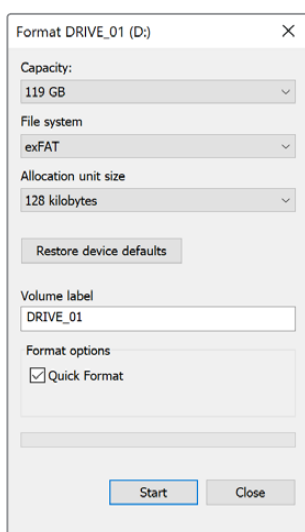 Format DRIVE_01 (D:)
Capacity:
119 GB
File system
exFAT
Allocation unit size
128 kilobytes
Restore device defaults
Volume label
DRIVE_01
Format options
Quick Format
Start Close